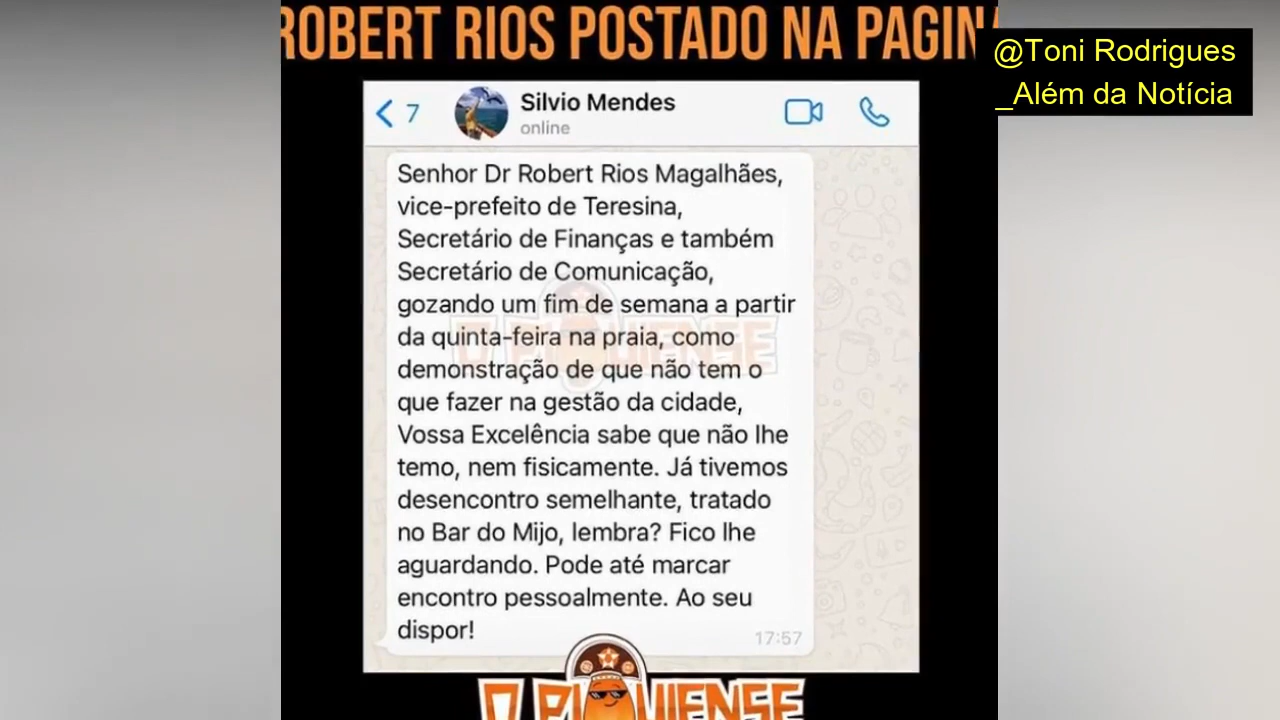 ROBERT RIOS POSTADO NA PAGINA
@Toni Rodrigues
_Além da Notícia
7
Silvio Mendes
online
Senhor Dr Robert Rios Magalhães,
vice-prefeito de Teresina,
Secretário de Finanças e também
Secretário de Comunicação,
gozando um fim de semana a partir
da quinta-feira na praia, como
demonstração de que não tem o
que fazer na gestão da cidade,
Vossa Excelência sabe que não lhe
temo, nem fisicamente. Já tivemos
desencontro semelhante, tratado
no Bar do Mijo, lembra? Fico lhe
aguardando. Pode até marcar
encontro pessoalmente. Ao seu
dispor!
17:57
O PIAUIENSE